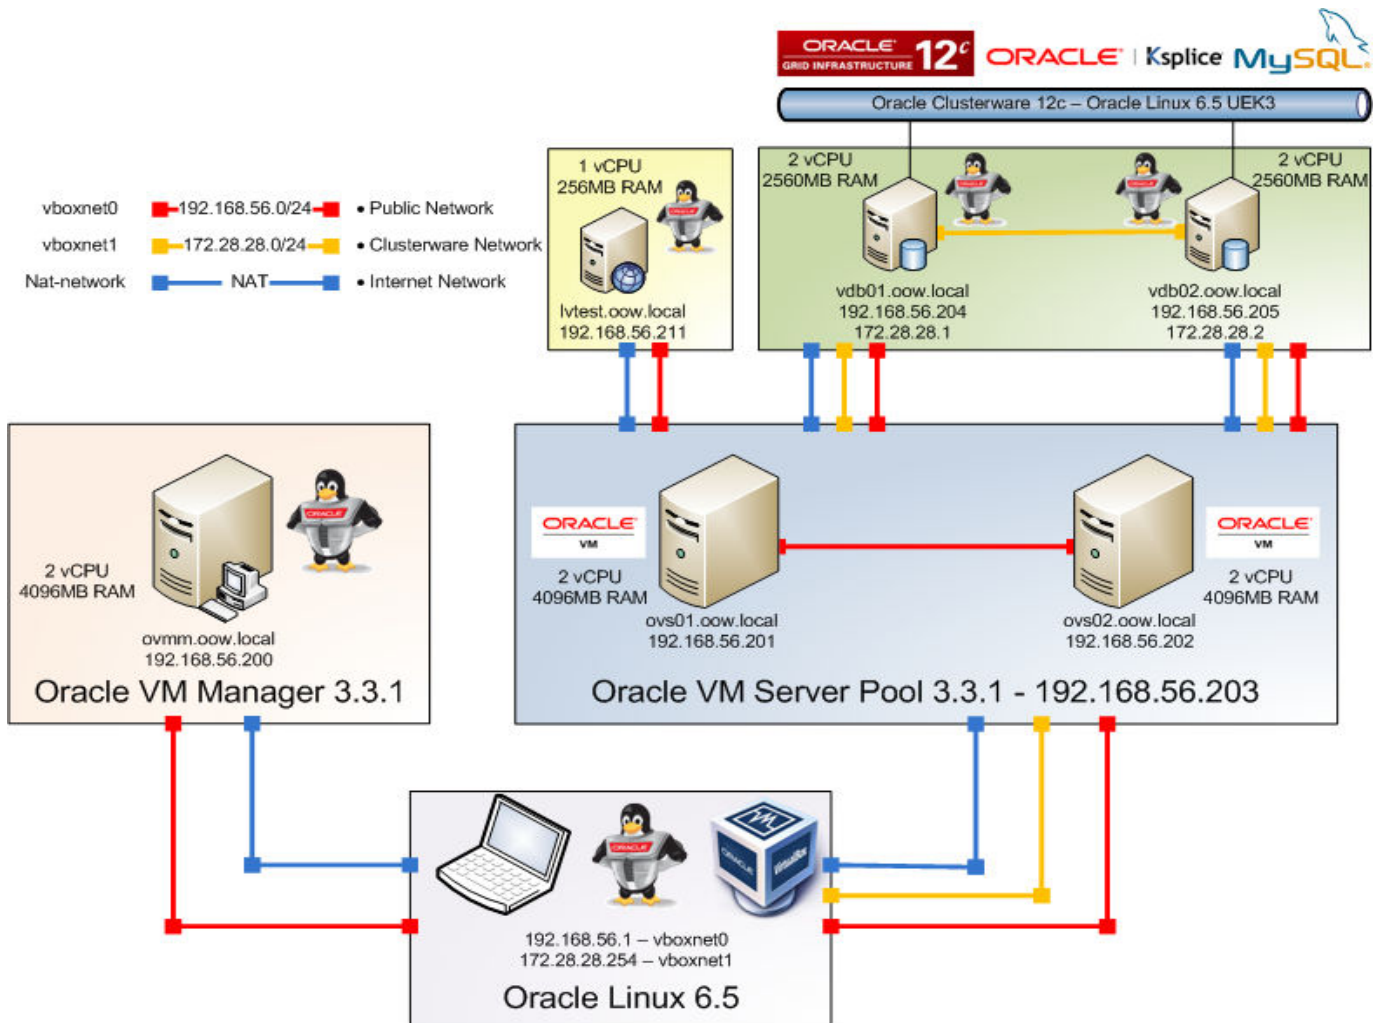 ORACLE
GRID INFRASTRUCTURE 12c
ORACLE | Ksplice
MySQL
Oracle Clusterware 12c – Oracle Linux 6.5 UEK3
vboxnet0 192.168.56.0/24 • Public Network
vboxnet1 172.28.28.0/24 • Clusterware Network
Nat-network NAT • Internet Network
1 vCPU
256MB RAM
ORACLE
lvtest.oow.local
192.168.56.211
2 vCPU
2560MB RAM
ORACLE
ORACLE
2 vCPU
2560MB RAM
vdb01.oow.local
192.168.56.204
172.28.28.1
vdb02.oow.local
192.168.56.205
172.28.28.2
ORACLE
2 vCPU
4096MB RAM
ovmm.oow.local
192.168.56.200
Oracle VM Manager 3.3.1
ORACLE
VM
2 vCPU
4096MB RAM
ovs01.oow.local
192.168.56.201
ORACLE
VM
2 vCPU
4096MB RAM
ovs02.oow.local
192.168.56.202
Oracle VM Server Pool 3.3.1 - 192.168.56.203
ORACLE
ORACLE
VirtualBox
192.168.56.1 – vboxnet0
172.28.28.254 – vboxnet1
Oracle Linux 6.5